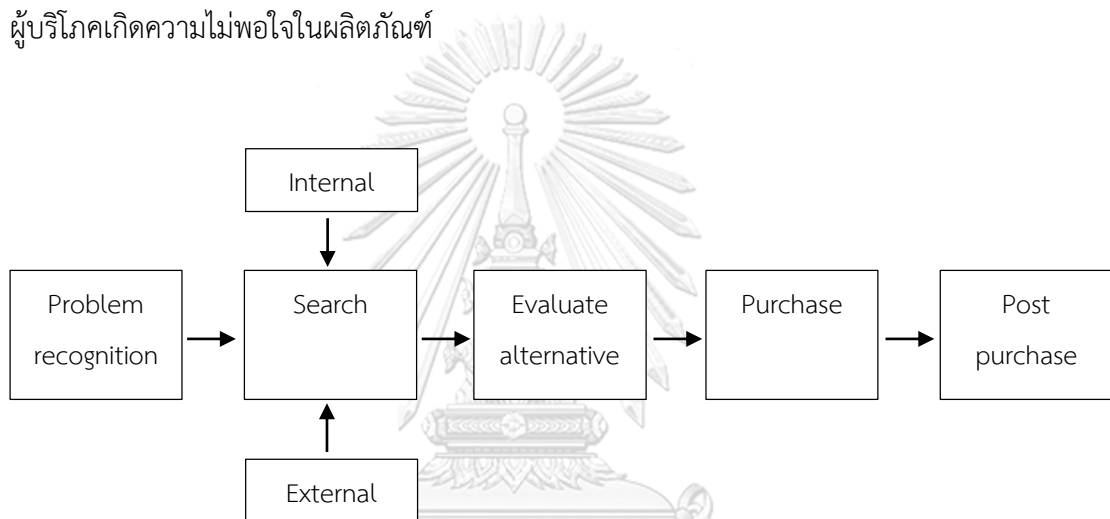 ผู้บริโภคเกิดความไม่พอใจในผลิตภัณฑ์
Internal
Problem
recognition
Search
Evaluate
alternative
Purchase
Post
purchase
External